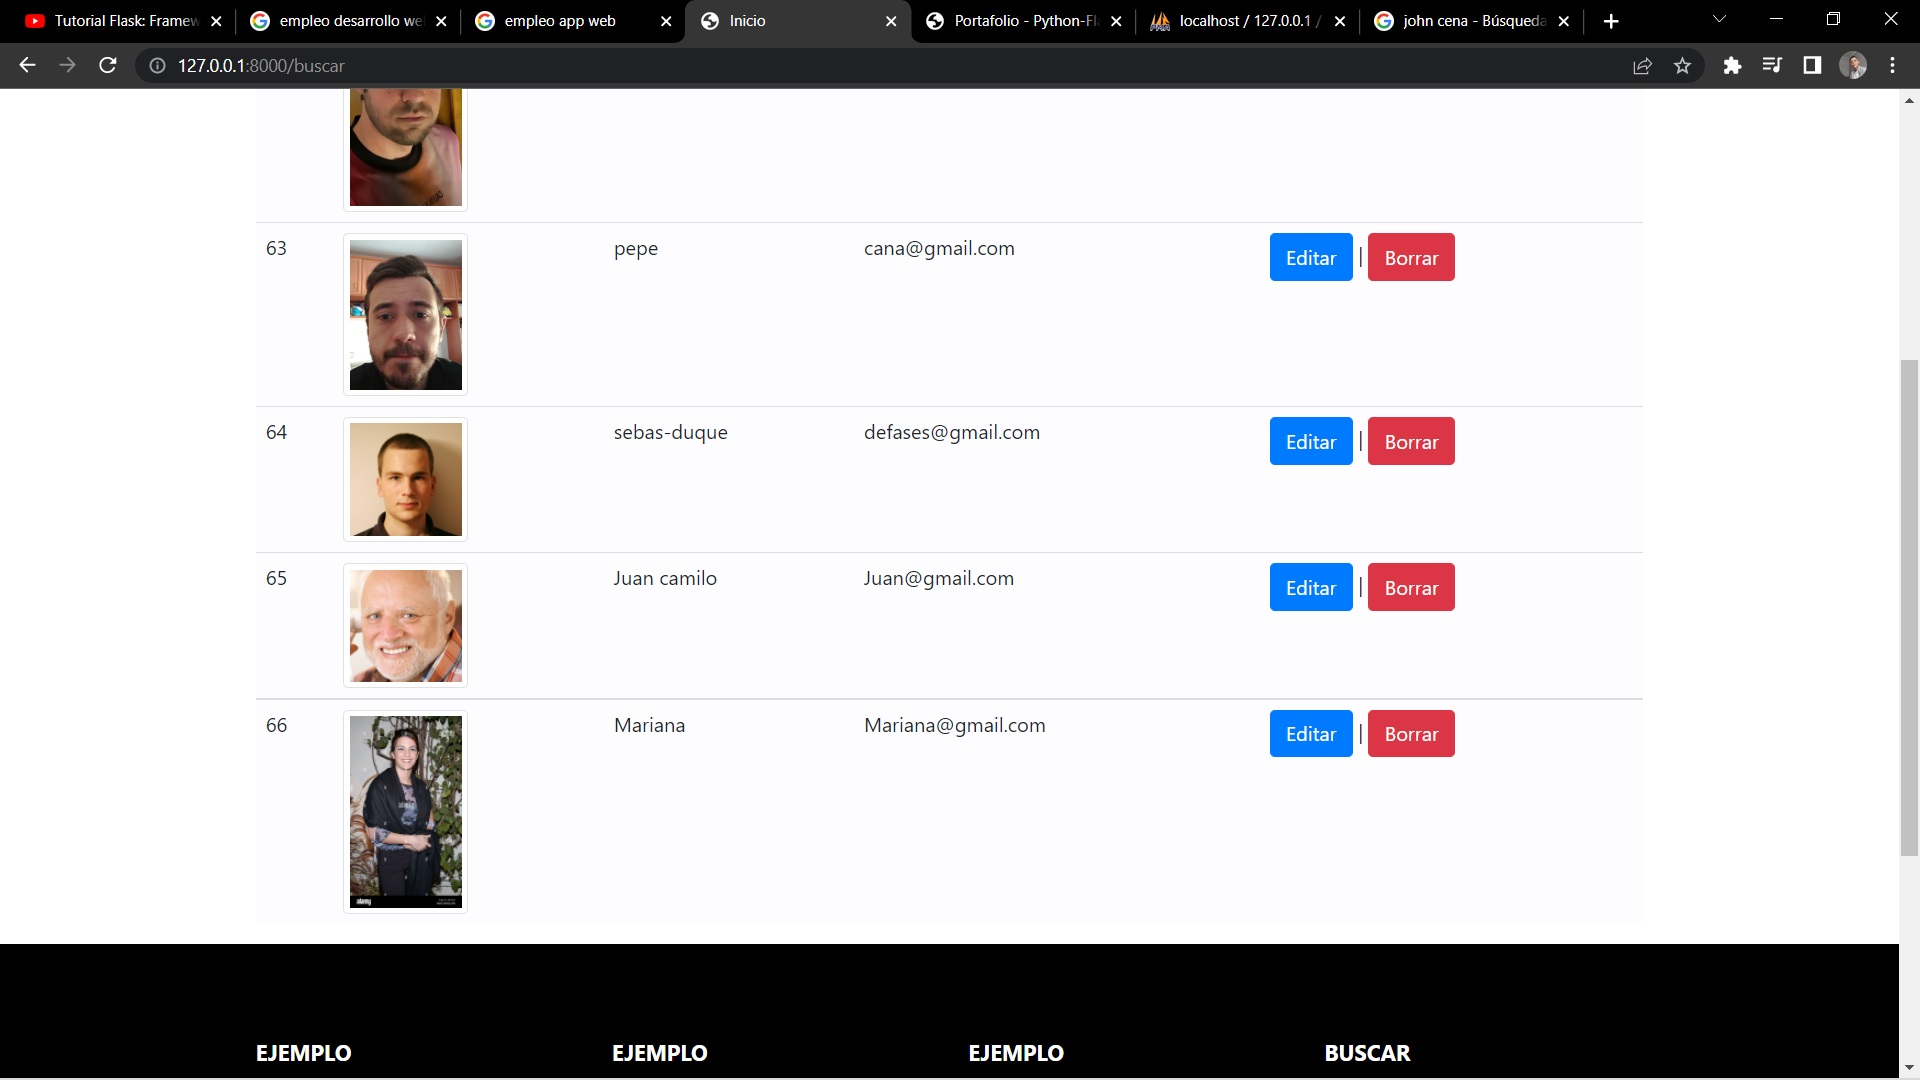 Tutorial Flask: Framew
empleo desarrollo we
empleo app web
Inicio
Portafolio - Python-Fl
localhost / 127.0.0.1 /
john cena - Búsqueda
127.0.0.1:8000/buscar
63 pepe cana@gmail.com Editar | Borrar
64 sebas-duque defases@gmail.com Editar | Borrar
65 Juan camilo Juan@gmail.com Editar | Borrar
66 Mariana Mariana@gmail.com Editar | Borrar
alamy
EJEMPLO EJEMPLO EJEMPLO BUSCAR